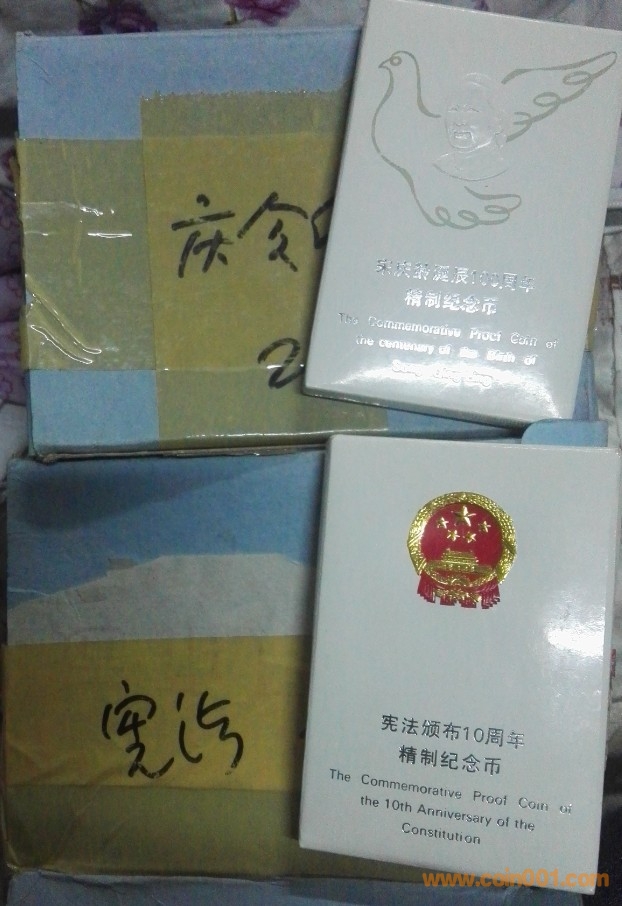 庆
2
宋庆龄诞辰100周年
精制纪念币
The Commemorative Proof Coin of
the centenary of the Birth of
宪法
宪法颁布10周年
精制纪念币
The Commemorative Proof Coin of
the 10th Anniversary of the
Constitution
www.coin001.com